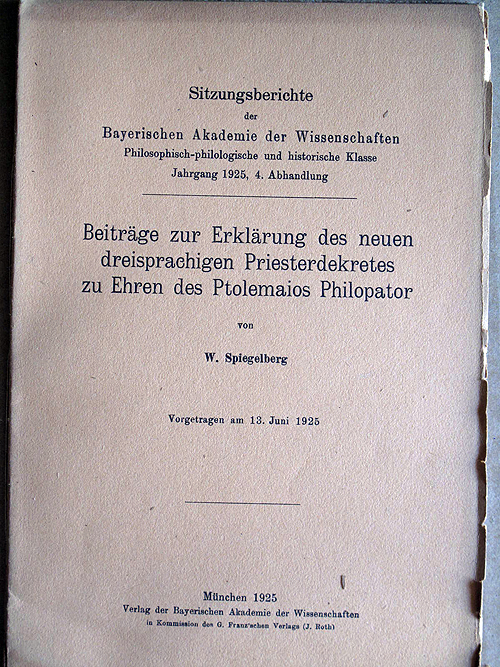 Sitzungsberichte
der
Bayerischen Akademie der Wissenschaften
Philosophisch-philologische und historische Klasse
Jahrgang 1925, 4. Abhandlung
Beiträge zur Erklärung des neuen
dreisprachigen Priesterdekretes
zu Ehren des Ptolemaios Philopator
von
W. Spiegelberg
Vorgetragen am 13. Juni 1925
München 1925
Verlag der Bayerischen Akademie der Wissenschaften
in Kommission des G. Franz'schen Verlags (J. Roth)